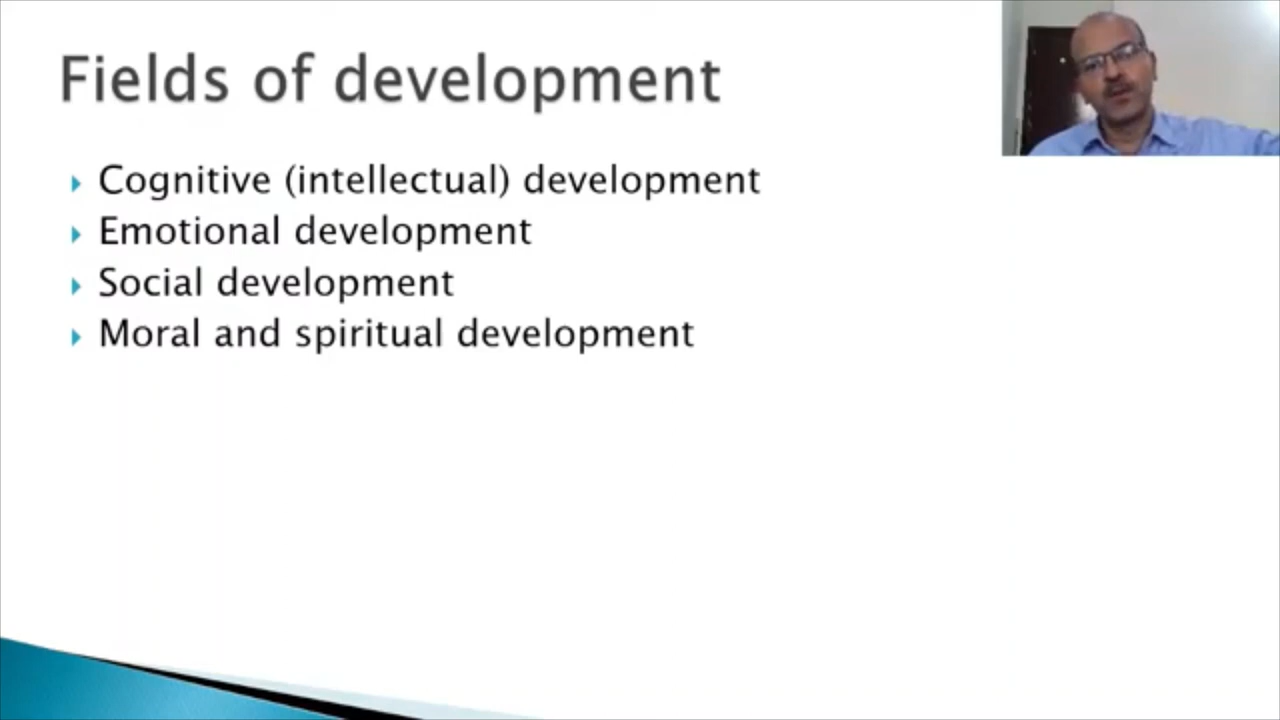 Fields of development
Cognitive (intellectual) development
Emotional development
Social development
Moral and spiritual development